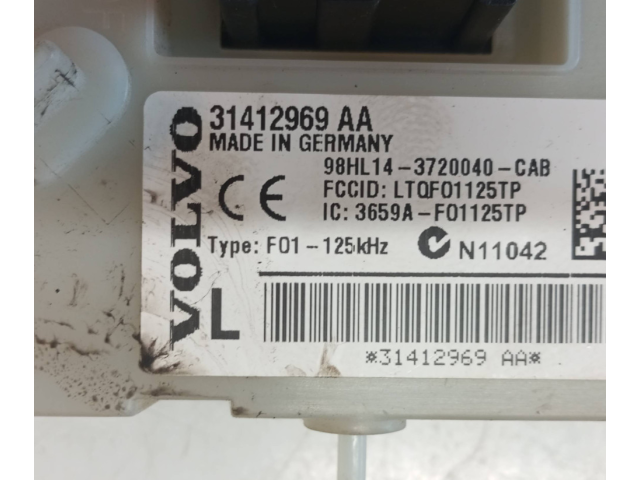 VOLVO
31412969 AA
MADE IN GERMANY
98HL14-3720040-CAB
FCCID: LTQF01125TP
IC: 3659A-F01125TP
CE
Type: F01-125kHz
N11042
L
*31412969 AA*